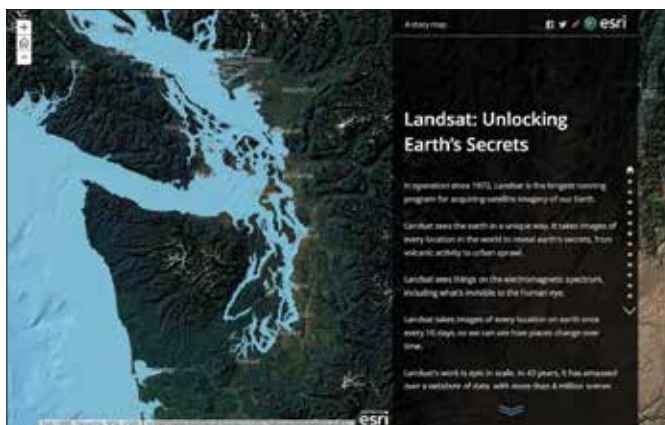 A story map
esri
Landsat: Unlocking
Earth's Secrets
In operation since 1972, Landsat is the longest running
program for acquiring satellite imagery of our Earth.
Landsat sees the earth in a unique way. It takes images of
every location in the world to reveal earth's secrets, from
volcanic activity to urban sprawl.
Landsat sees things on the electromagnetic spectrum,
including what's invisible to the human eye.
Landsat takes images of every location on earth once
every 16 days, so we can see how places change over
time.
Landsat's work is epic in scale. In 43 years, it has amassed
over a petabyte of data, with more than 4 million scenes
esri